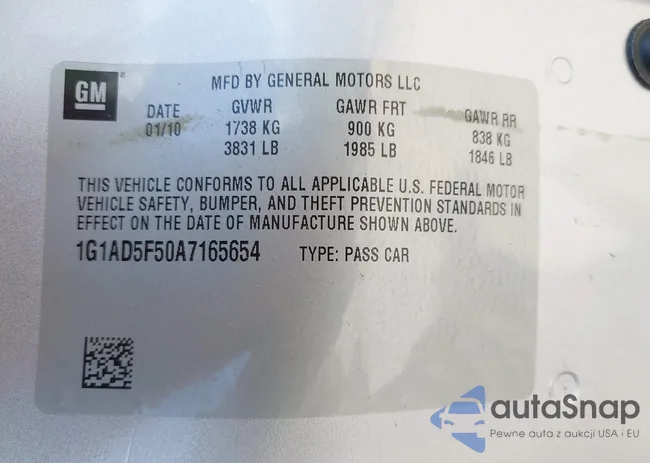 GM
MFD BY GENERAL MOTORS LLC
DATE GVWR GAWR FRT GAWR RR
01/10 1738 KG 900 KG 838 KG
3831 LB 1985 LB 1846 LB
THIS VEHICLE CONFORMS TO ALL APPLICABLE U.S. FEDERAL MOTOR
VEHICLE SAFETY, BUMPER, AND THEFT PREVENTION STANDARDS IN
EFFECT ON THE DATE OF MANUFACTURE SHOWN ABOVE.
1G1AD5F50A7165654 TYPE: PASS CAR
autaSnap
Pewne auta z aukcji USA i EU